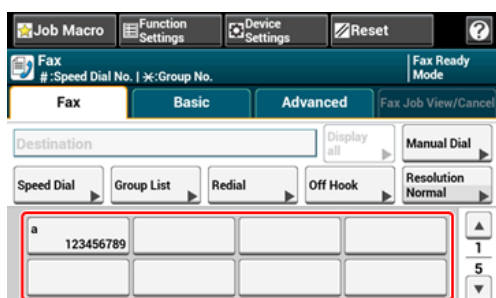 Job Macro
Function
Settings
Device
Settings
Reset
?
Fax
# :Speed Dial No. | ⚹:Group No.
Fax Ready
Mode
Fax
Basic
Advanced
Fax Job View/Cancel
Destination
Display
all
Manual Dial
Speed Dial
Group List
Redial
Off Hook
Resolution
Normal
a
123456789
1
5